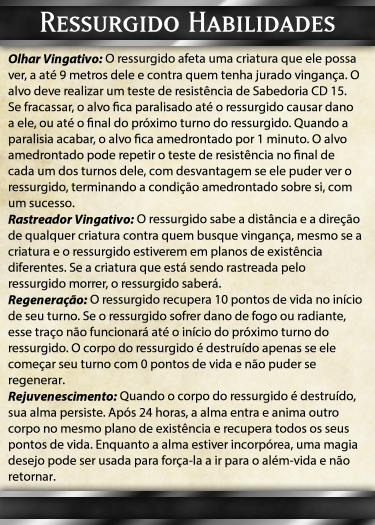 Ressurgido Habilidades
Olhar Vingativo: O ressurgido afeta uma criatura que ele possa
ver, a até 9 metros dele e contra quem tenha jurado vingança. O
alvo deve realizar um teste de resistência de Sabedoria CD 15.
Se fracassar, o alvo fica paralisado até o ressurgido causar dano
a ele, ou até o final do próximo turno do ressurgido. Quando a
paralisia acabar, o alvo fica amedrontado por 1 minuto. O alvo
amedrontado pode repetir o teste de resistência no final de
cada um dos turnos dele, com desvantagem se ele puder ver o
ressurgido, terminando a condição amedrontado sobre si, com
um sucesso.
Rastreador Vingativo: O ressurgido sabe a distância e a direção
de qualquer criatura contra quem busque vingança, mesmo se a
criatura e o ressurgido estiverem em planos de existência
diferentes. Se a criatura que está sendo rastreada pelo
ressurgido morrer, o ressurgido saberá.
Regeneração: O ressurgido recupera 10 pontos de vida no início
de seu turno. Se o ressurgido sofrer dano de fogo ou radiante,
esse traço não funcionará até o início do próximo turno do
ressurgido. O corpo do ressurgido é destruído apenas se ele
começar seu turno com 0 pontos de vida e não puder se
regenerar.
Rejuvenescimento: Quando o corpo do ressurgido é destruído,
sua alma persiste. Após 24 horas, a alma entra e anima outro
corpo no mesmo plano de existência e recupera todos os seus
pontos de vida. Enquanto a alma estiver incorpórea, uma magia
desejo pode ser usada para força-la a ir para o além-vida e não
retornar.